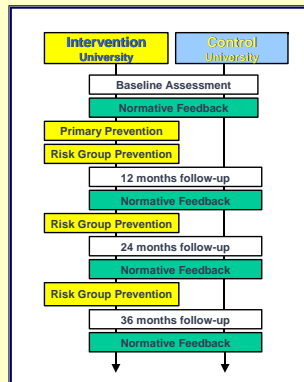 Intervention
University
Control
University
Baseline Assessment
Normative Feedback
Primary Prevention
Risk Group Prevention
12 months follow-up
Normative Feedback
Risk Group Prevention
24 months follow-up
Normative Feedback
Risk Group Prevention
36 months follow-up
Normative Feedback